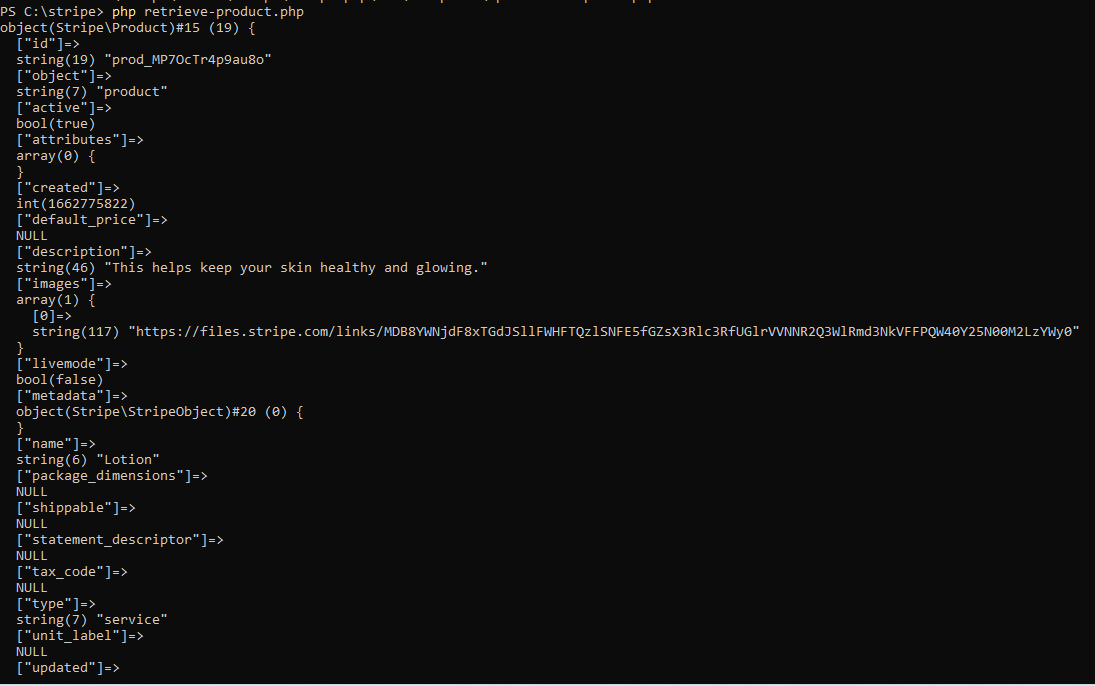 PS C:\stripe> php retrieve-product.php
object(Stripe\Product)#15 (19) {
  ["id"]=>
  string(19) "prod_MP7OcTr4p9au8o"
  ["object"]=>
  string(7) "product"
  ["active"]=>
  bool(true)
  ["attributes"]=>
  array(0) {
  }
  ["created"]=>
  int(1662775822)
  ["default_price"]=>
  NULL
  ["description"]=>
  string(46) "This helps keep your skin healthy and glowing."
  ["images"]=>
  array(1) {
    [0]=>
    string(117) "https://files.stripe.com/links/MDB8YWNjdF8xTGdJSllFWHFTQzlSNFE5fGZsX3Rlc3RfUGlrVVNNR2Q3WlRmd3NkVFFPQW40Y25N00M2LzYWy0"
  }
  ["livemode"]=>
  bool(false)
  ["metadata"]=>
  object(Stripe\StripeObject)#20 (0) {
  }
  ["name"]=>
  string(6) "Lotion"
  ["package_dimensions"]=>
  NULL
  ["shippable"]=>
  NULL
  ["statement_descriptor"]=>
  NULL
  ["tax_code"]=>
  NULL
  ["type"]=>
  string(7) "service"
  ["unit_label"]=>
  NULL
  ["updated"]=>